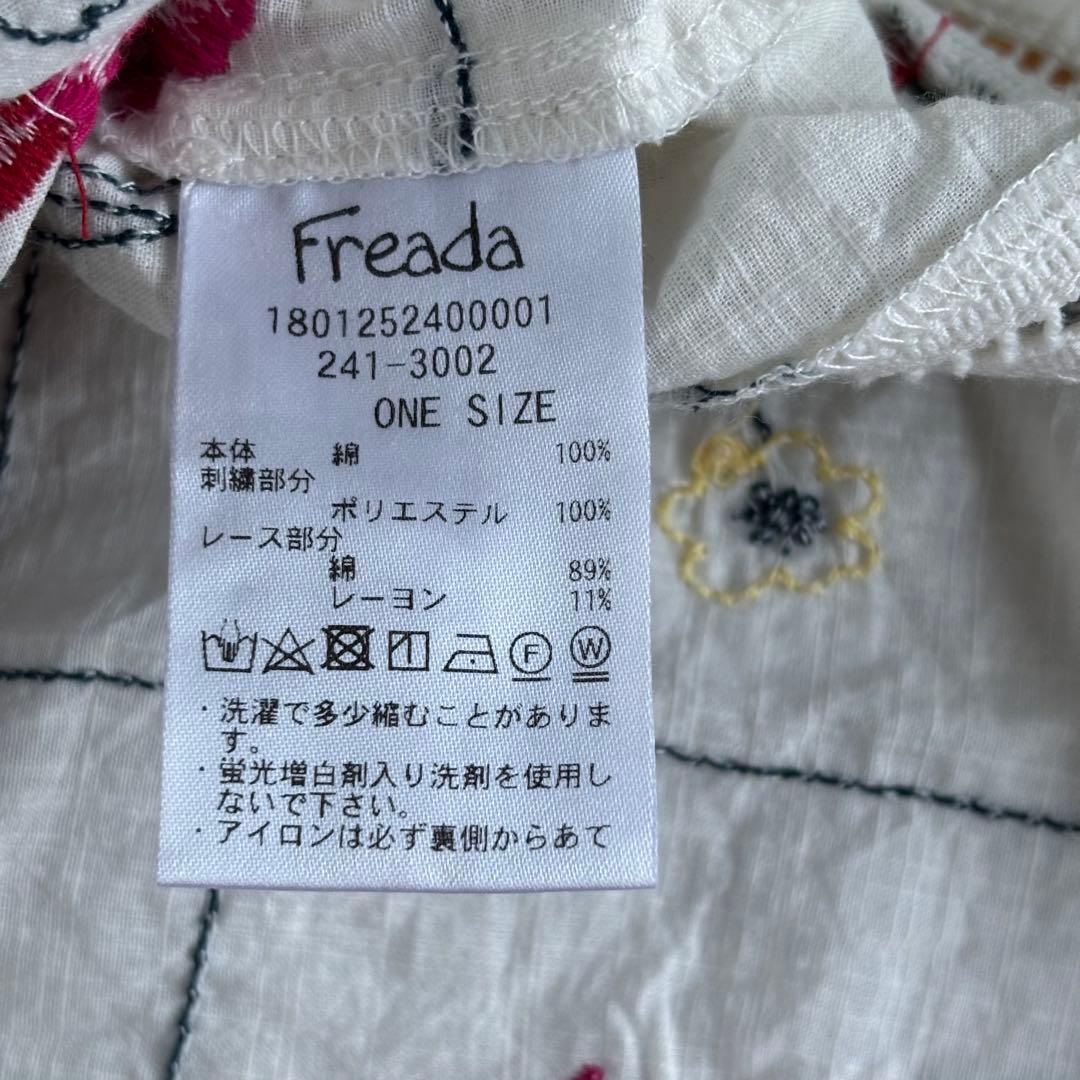 Freada
1801252400001
241-3002
ONE SIZE
本体 綿 100%
刺繍部分
ポリエステル 100%
レース部分
綿 89%
レーヨン 11%
F W
・洗濯で多少縮むことがありま
す。
・蛍光増白剤入り洗剤を使用し
ないで下さい。
・アイロンは必ず裏側からあて